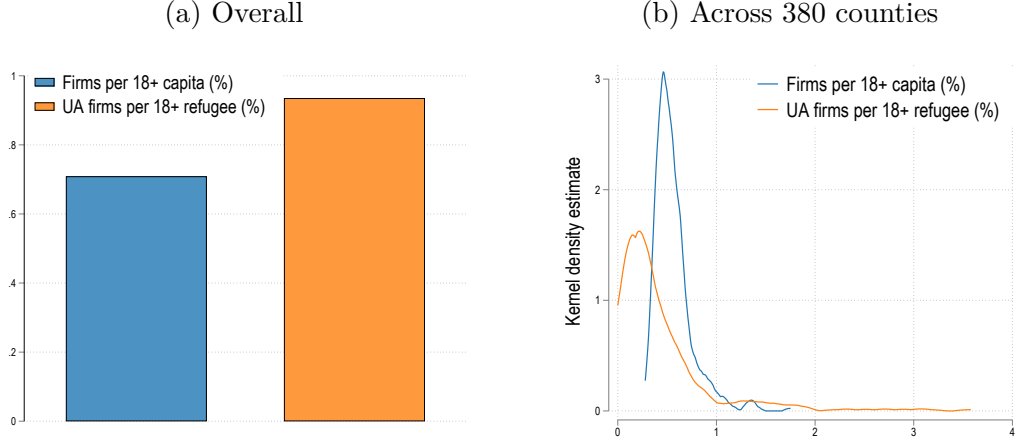 (a) Overall
Firms per 18+ capita (%)
UA firms per 18+ refugee (%)
1
.8
.6
.4
.2
0
(b) Across 380 counties
Firms per 18+ capita (%)
UA firms per 18+ refugee (%)
Kernel density estimate
3
2
1
0
0 1 2 3 4